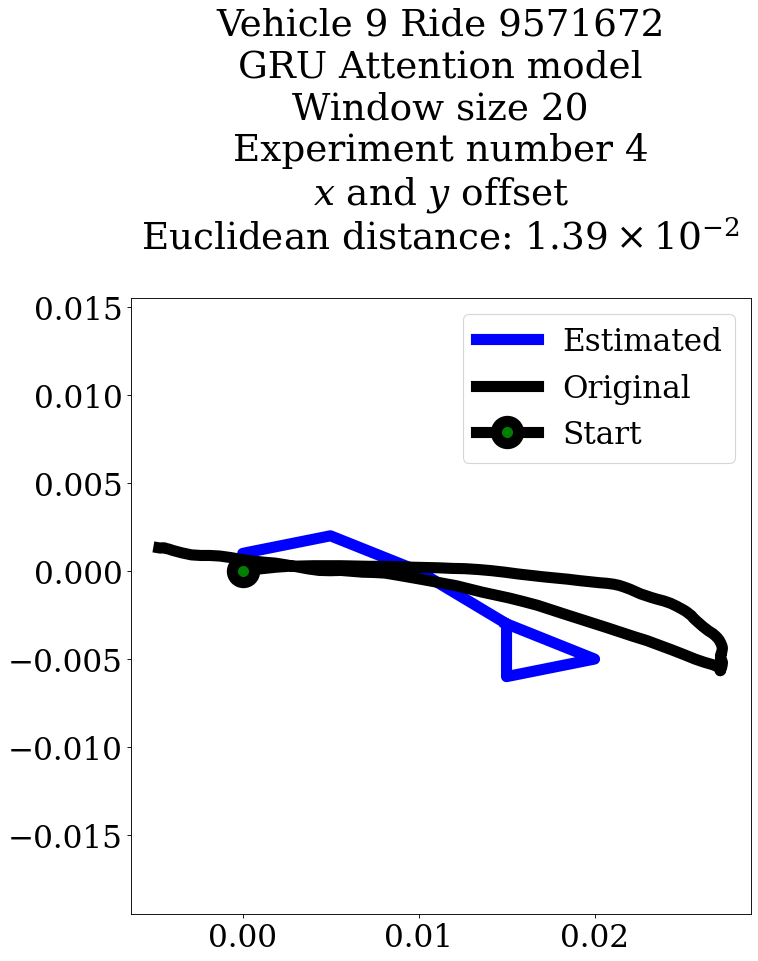 Vehicle 9 Ride 9571672
GRU Attention model
Window size 20
Experiment number 4
x and y offset
Euclidean distance: 1.39 × 10⁻²
Estimated
Original
Start
0.015
0.010
0.005
0.000
−0.005
−0.010
−0.015
0.00 0.01 0.02